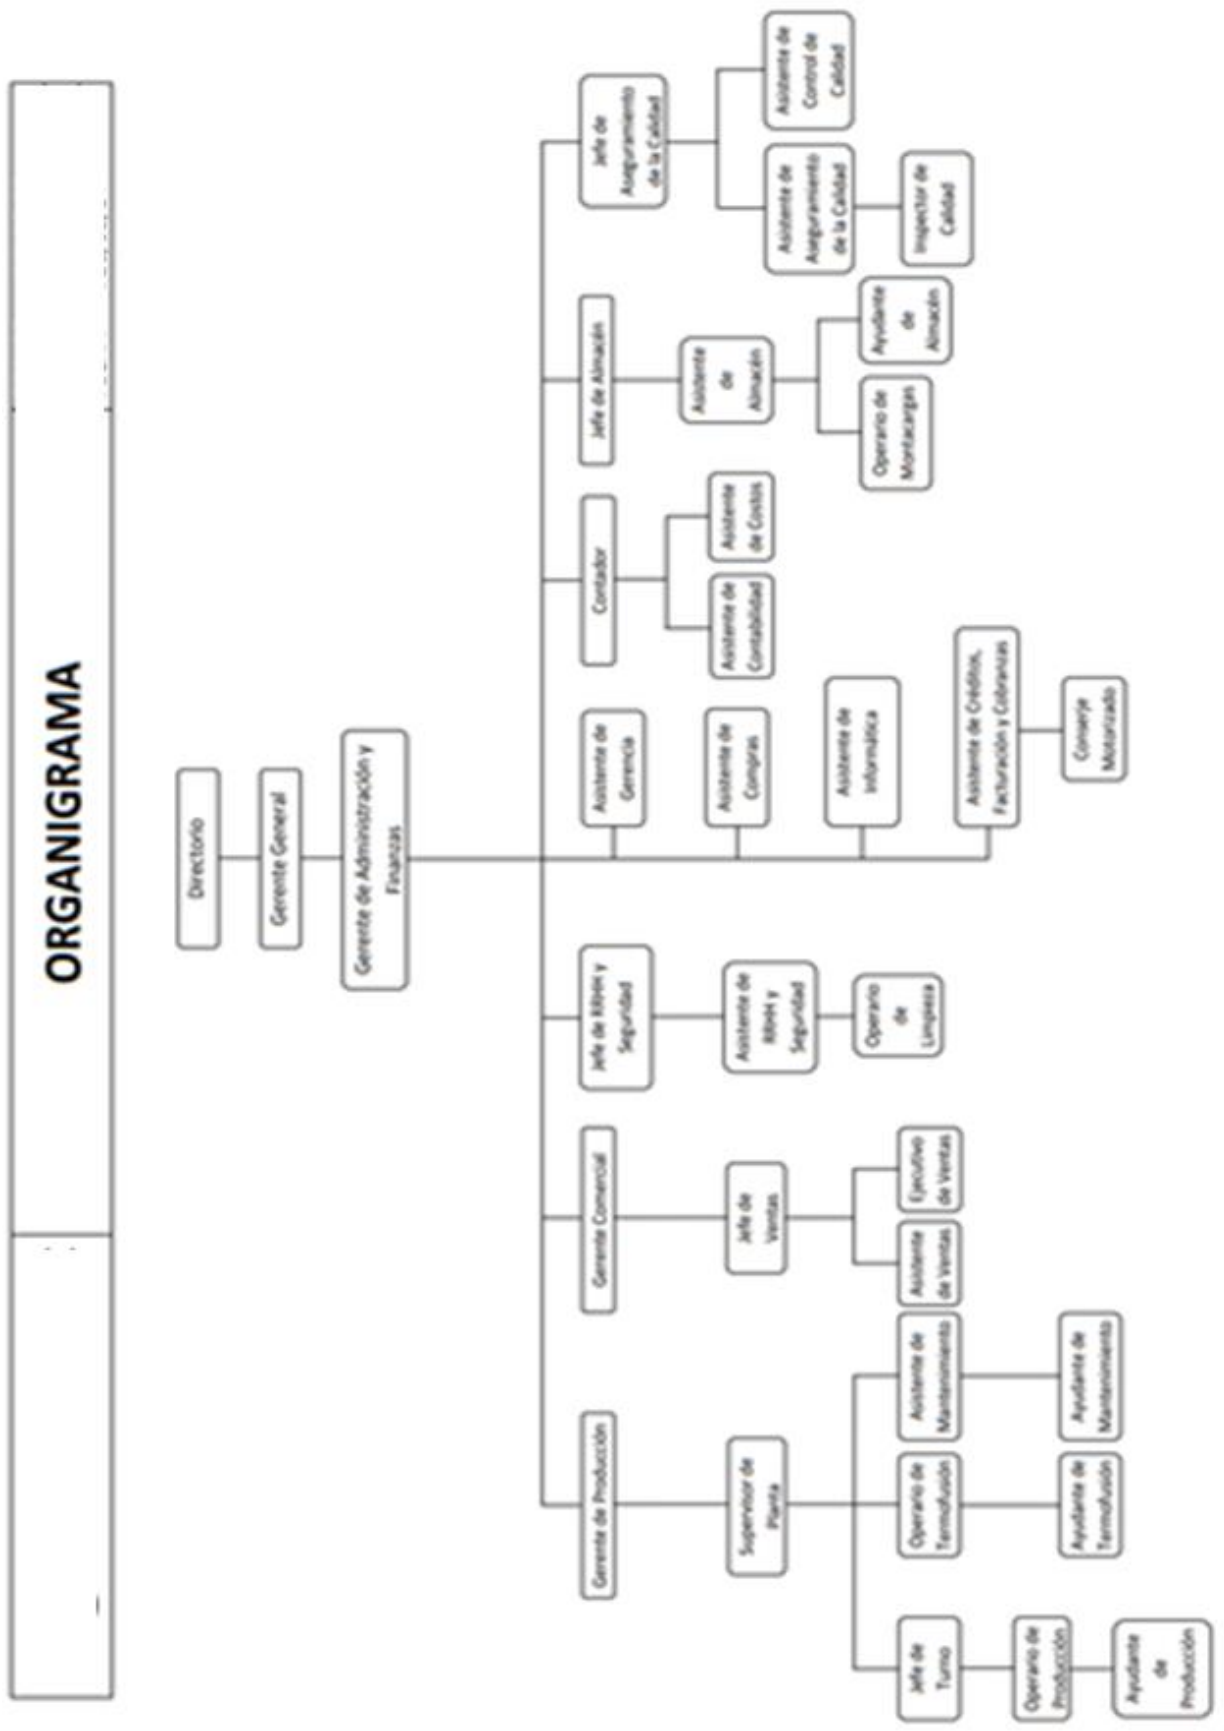 ORGANIGRAMA
Directorio
Gerente General
Gerente de Administración y
Finanzas
Gerente de Producción
Supervisor de
Planta
Jefe de
Turno
Operario de
Producción
Ayudante
de
Producción
Operario de
Termofusión
Ayudante de
Termofusión
Asistente de
Mantenimiento
Ayudante de
Mantenimiento
Gerente Comercial
Jefe de
Ventas
Asistente
de Ventas
Ejecutivo
de Ventas
Jefe de RRHH y
Seguridad
Asistente de
RRHH y
Seguridad
Operario
de
Limpieza
Asistente de
Gerencia
Asistente de
Compras
Asistente de
Informática
Asistente de Créditos,
Facturación y Cobranzas
Conserje
Motorizado
Contador
Asistente de
Contabilidad
Asistente
de Costos
Jefe de Almacén
Asistente
de
Almacén
Operario de
Montacargas
Ayudante
de
Almacén
Jefe de
Aseguramiento
de la Calidad
Asistente de
Aseguramiento
de la Calidad
Inspector de
Calidad
Asistente de
Control de
Calidad